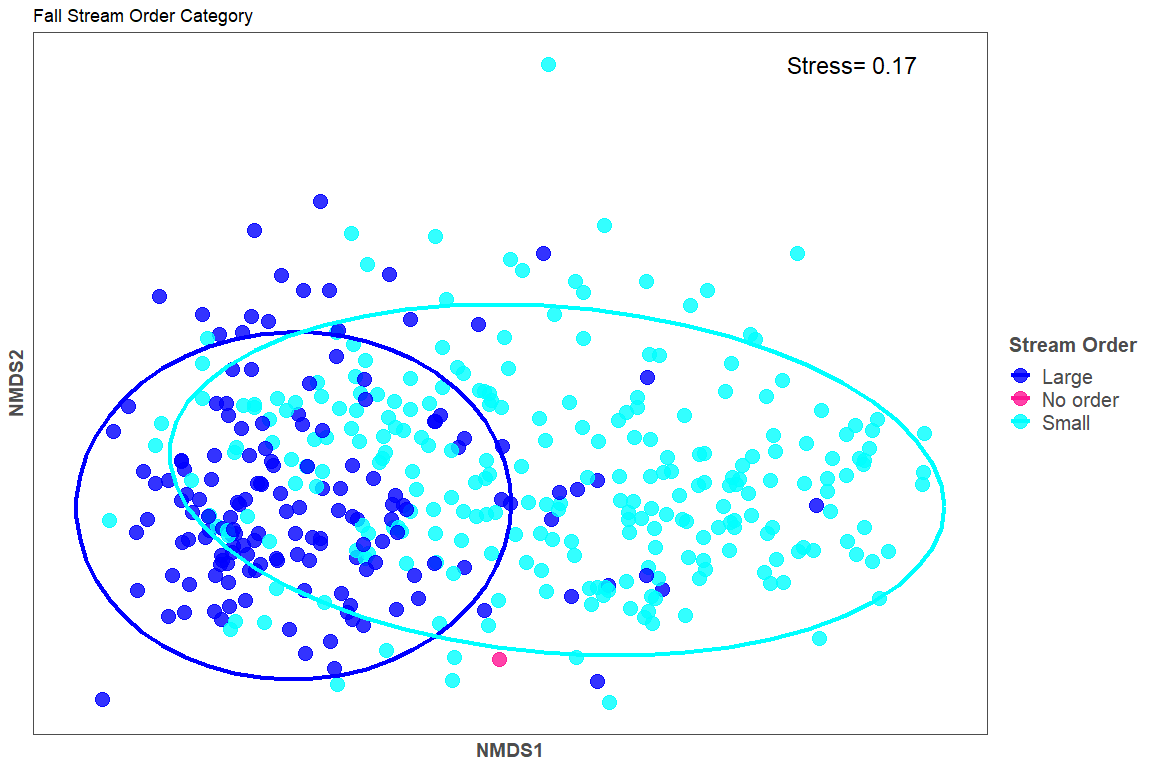 Fall Stream Order Category
Stress= 0.17
NMDS2
Stream Order
Large
No order
Small
NMDS1